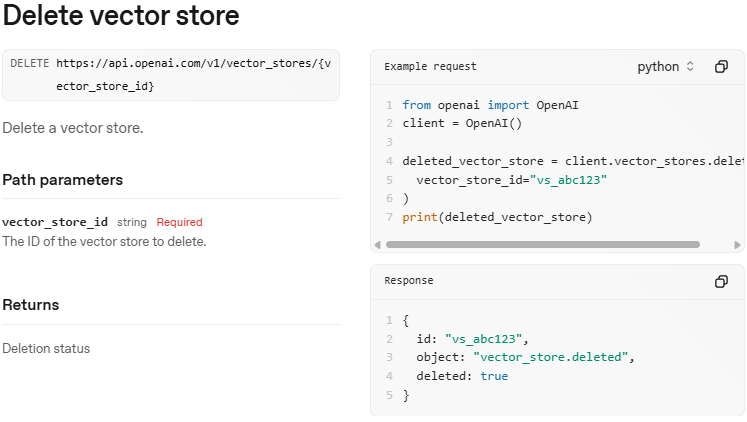 Delete vector store
DELETE https://api.openai.com/v1/vector_stores/{v
ector_store_id}
Delete a vector store.
Path parameters
vector_store_id string Required
The ID of the vector store to delete.
Returns
Deletion status
Example request python
1 from openai import OpenAI
2 client = OpenAI()
3
4 deleted_vector_store = client.vector_stores.delet
5   vector_store_id="vs_abc123"
6 )
7 print(deleted_vector_store)
Response
1 {
2   id: "vs_abc123",
3   object: "vector_store.deleted",
4   deleted: true
5 }